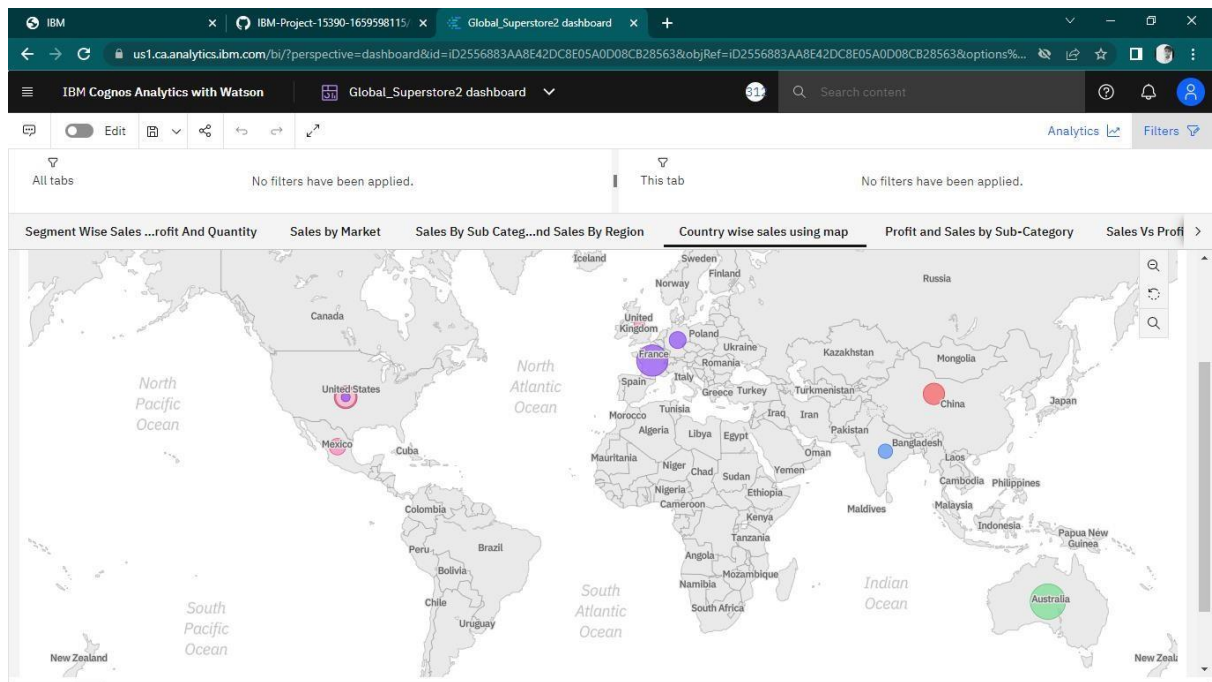 IBM
IBM-Project-15390-1659598115/
Global_Superstore2 dashboard
us1.ca.analytics.ibm.com/bi/?perspective=dashboard&id=iD2556883AA8E42DC8E05A0D08CB28563&objRef=iD2556883AA8E42DC8E05A0D08CB28563&options%...
IBM Cognos Analytics with Watson
Global_Superstore2 dashboard
Search content
Edit
Analytics
Filters
All tabs
No filters have been applied.
This tab
No filters have been applied.
Segment Wise Sales ...rofit And Quantity
Sales by Market
Sales By Sub Categ...nd Sales By Region
Country wise sales using map
Profit and Sales by Sub-Category
Sales Vs Profi
Iceland
Sweden
Finland
Norway
Russia
Canada
United
Kingdom
Poland
Ukraine
France
Romania
Kazakhstan
Mongolia
North
Atlantic
Ocean
North
Pacific
Ocean
United States
Spain
Italy
Greece
Turkey
Turkmenistan
China
Japan
Morocco
Tunisia
Iraq
Iran
Algeria
Libya
Egypt
Pakistan
Mexico
Cuba
Bangladesh
Oman
Laos
Mauritania
Niger
Chad
Sudan
Yemen
Cambodia
Philippines
Nigeria
Ethiopia
Cameroon
Colombia
Kenya
Maldives
Malaysia
Indonesia
Tanzania
Papua New
Guinea
Peru
Brazil
Angola
Bolivia
Mozambique
Namibia
South
Atlantic
Ocean
Indian
Ocean
Chile
South Africa
Australia
South
Pacific
Ocean
Uruguay
New Zealand
New Zeal